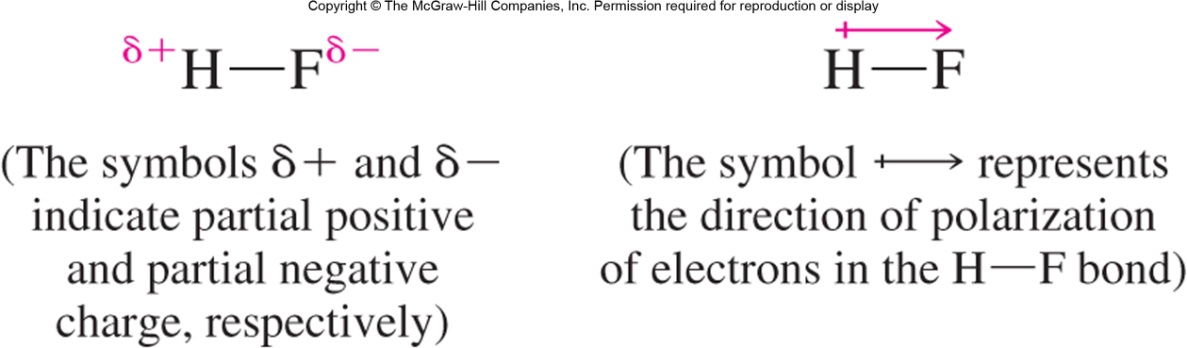 Copyright © The McGraw-Hill Companies, Inc. Permission required for reproduction or display
δ+H—Fδ−
(The symbols δ+ and δ−
indicate partial positive
and partial negative
charge, respectively)
H—F
(The symbol ⟼ represents
the direction of polarization
of electrons in the H—F bond)